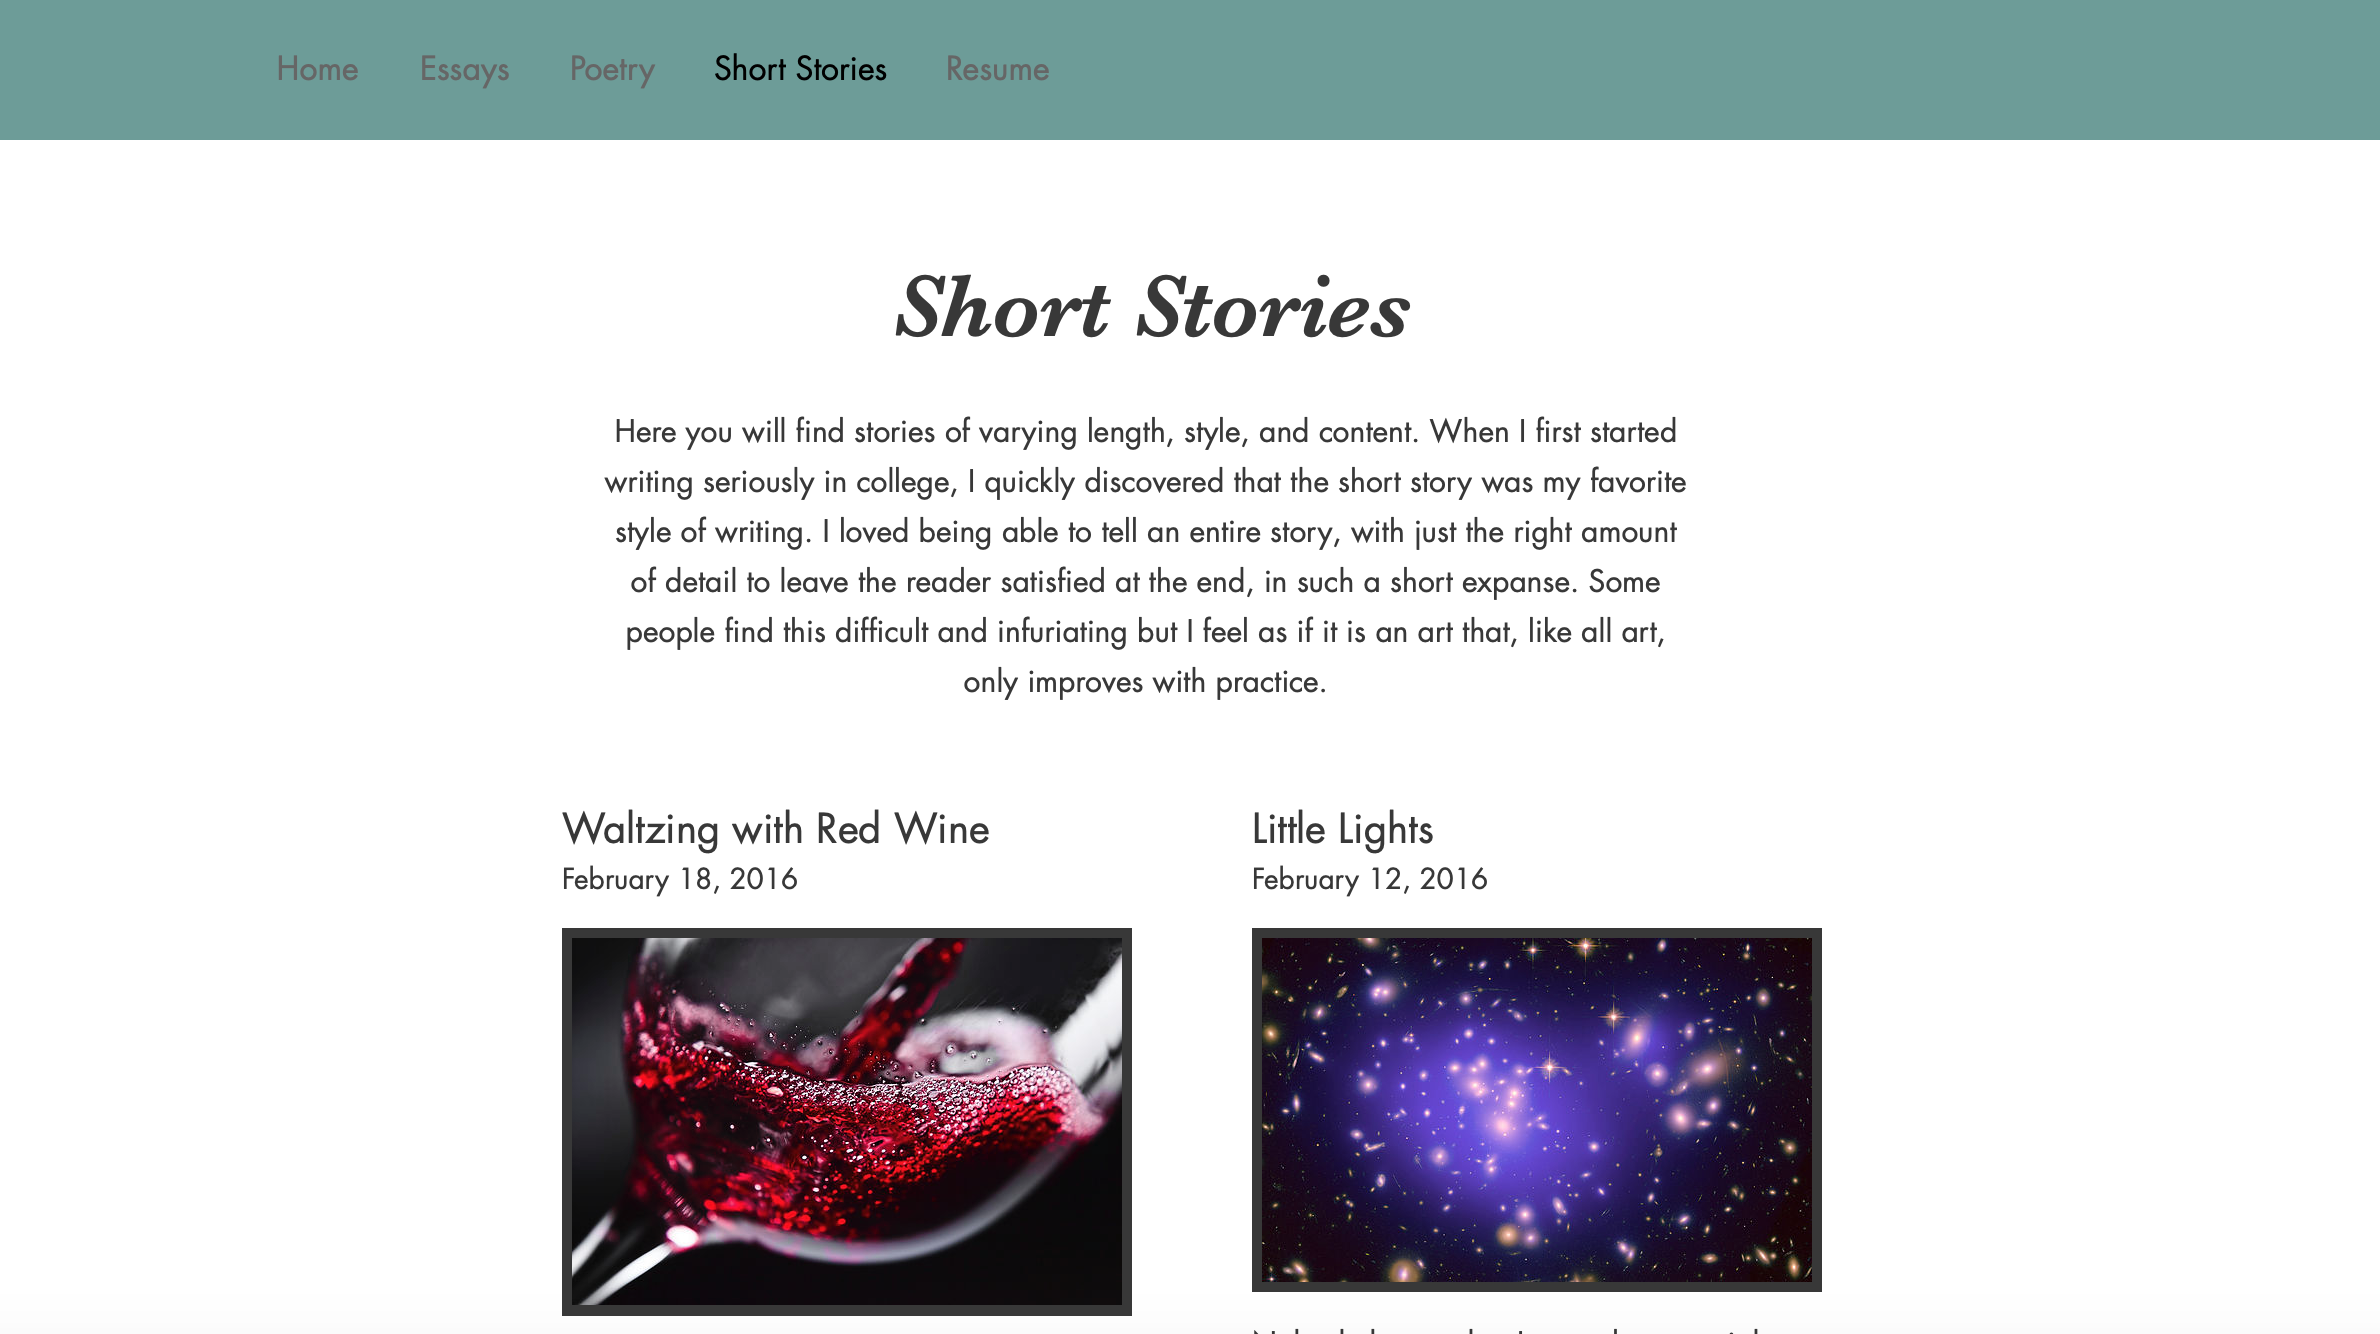 Home Essays Poetry Short Stories Resume
Short Stories
Here you will find stories of varying length, style, and content. When I first started
writing seriously in college, I quickly discovered that the short story was my favorite
style of writing. I loved being able to tell an entire story, with just the right amount
of detail to leave the reader satisfied at the end, in such a short expanse. Some
people find this difficult and infuriating but I feel as if it is an art that, like all art,
only improves with practice.
Waltzing with Red Wine
February 18, 2016
Little Lights
February 12, 2016